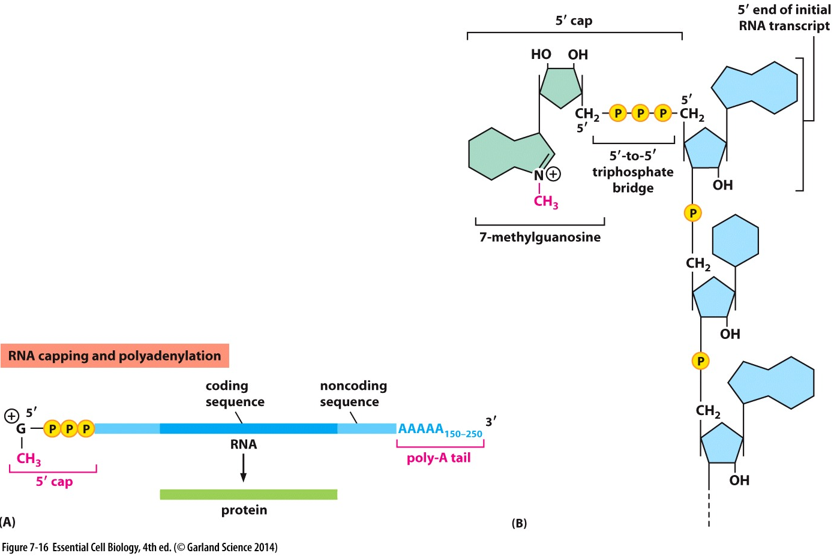 5′ cap
5′ end of initial
RNA transcript
HO OH
CH₂
5′
P P P
5′
CH₂
5′-to-5′
triphosphate
bridge
N ⊕
CH₃
7-methylguanosine
OH
P
CH₂
OH
P
CH₂
OH
(B)
RNA capping and polyadenylation
coding
sequence
noncoding
sequence
⊕
5′
G P P P
AAAAA₁₅₀₋₂₅₀ 3′
CH₃
5′ cap
RNA
poly-A tail
protein
(A)
Figure 7-16 Essential Cell Biology, 4th ed. (© Garland Science 2014)